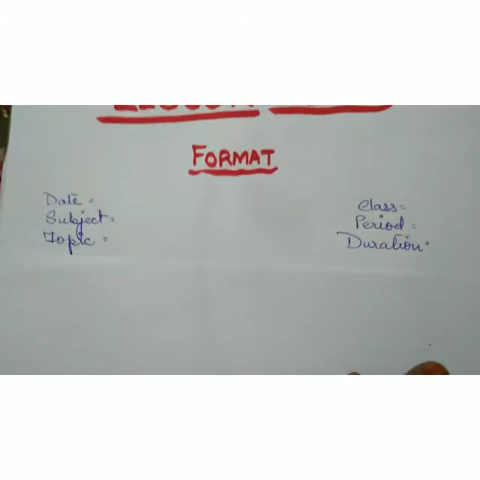 FORMAT
Date =
Subject =
Topic =
Class=
Period =
Duration=